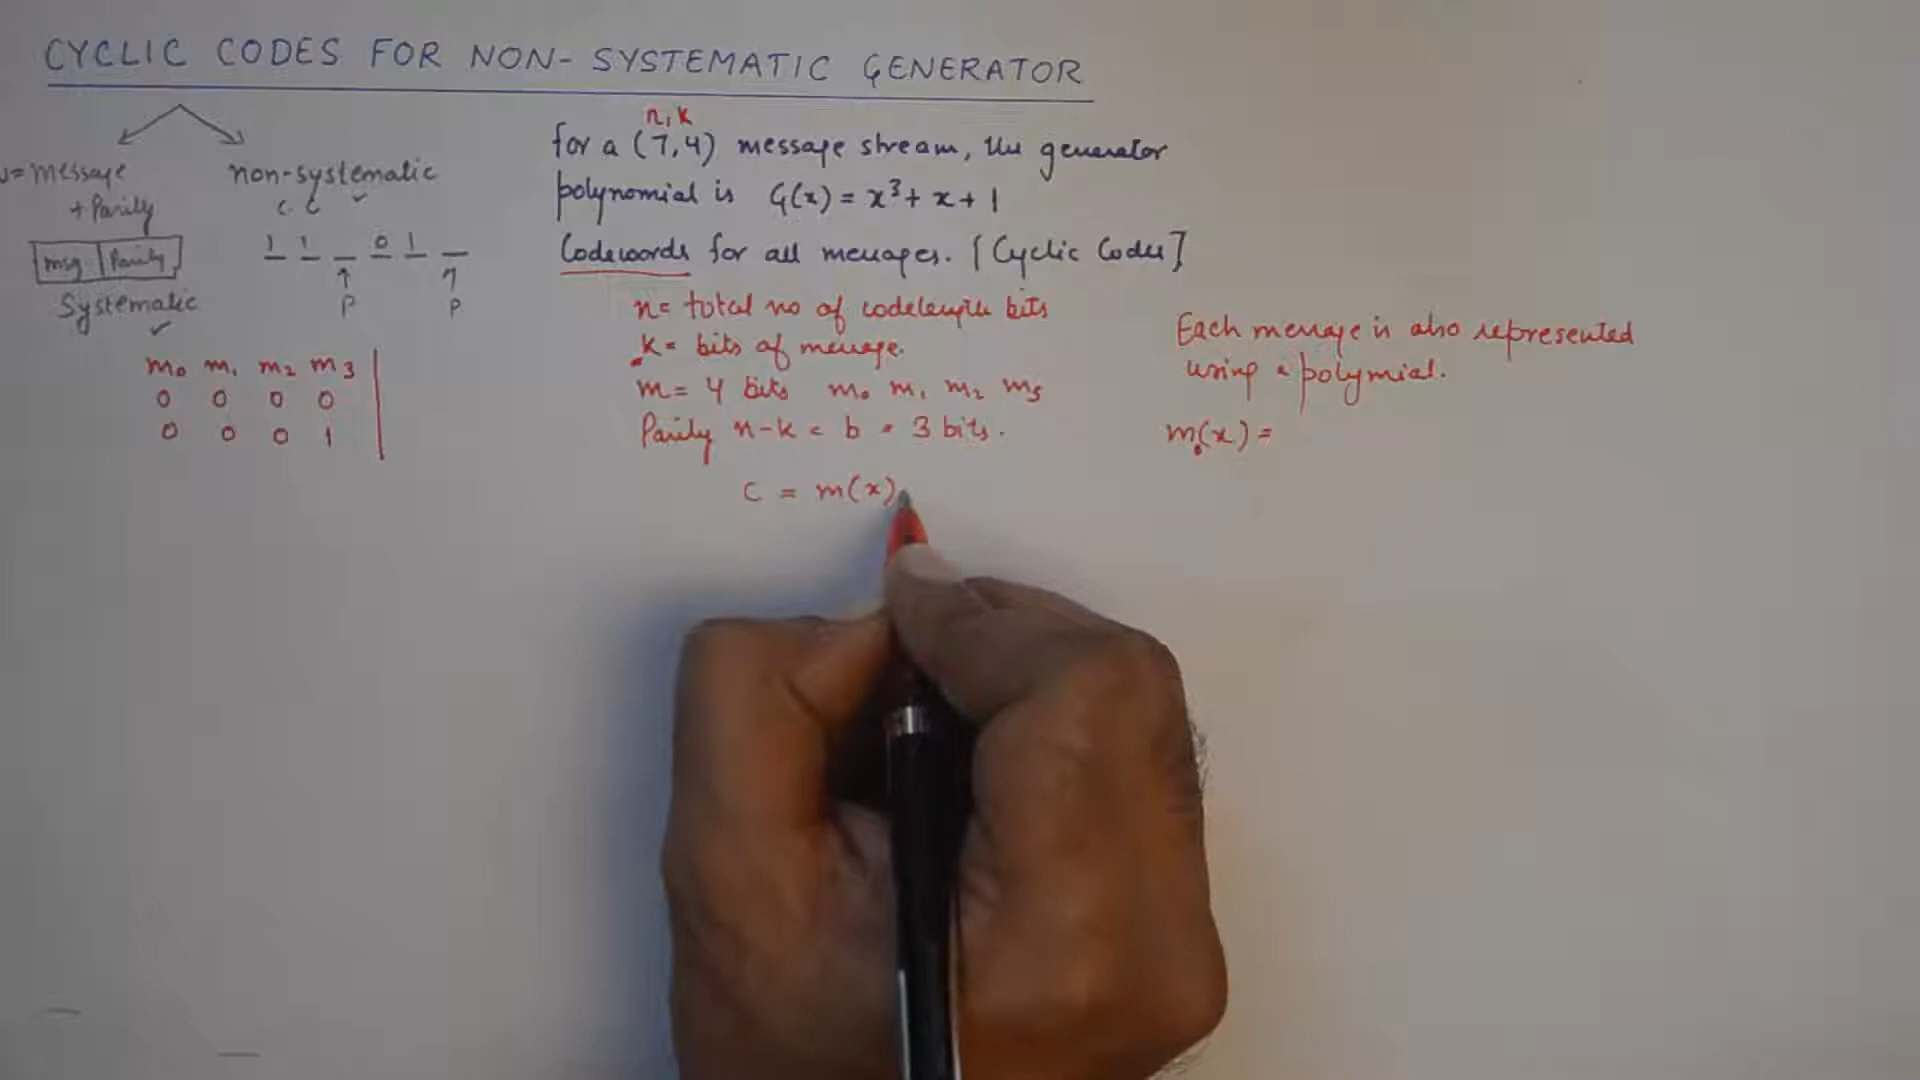 CYCLIC CODES FOR NON-SYSTEMATIC GENERATOR
= message
+ Parity
msg Parity
Systematic
non-systematic
c c
1 1 _ 0 1 _
P P
m0 m1 m2 m3
0 0 0 0
0 0 0 1
n, k
for a (7,4) message stream, the generator
polynomial is G(x) = x³ + x + 1
Codewords for all messages. [Cyclic Codes]
n = total no of codelength bits
k = bits of message.
m = 4 bits m0 m1 m2 m3
Parity n-k = b = 3 bits.
C = m(x)
Each message is also represented
using a polymial.
m0(x) =